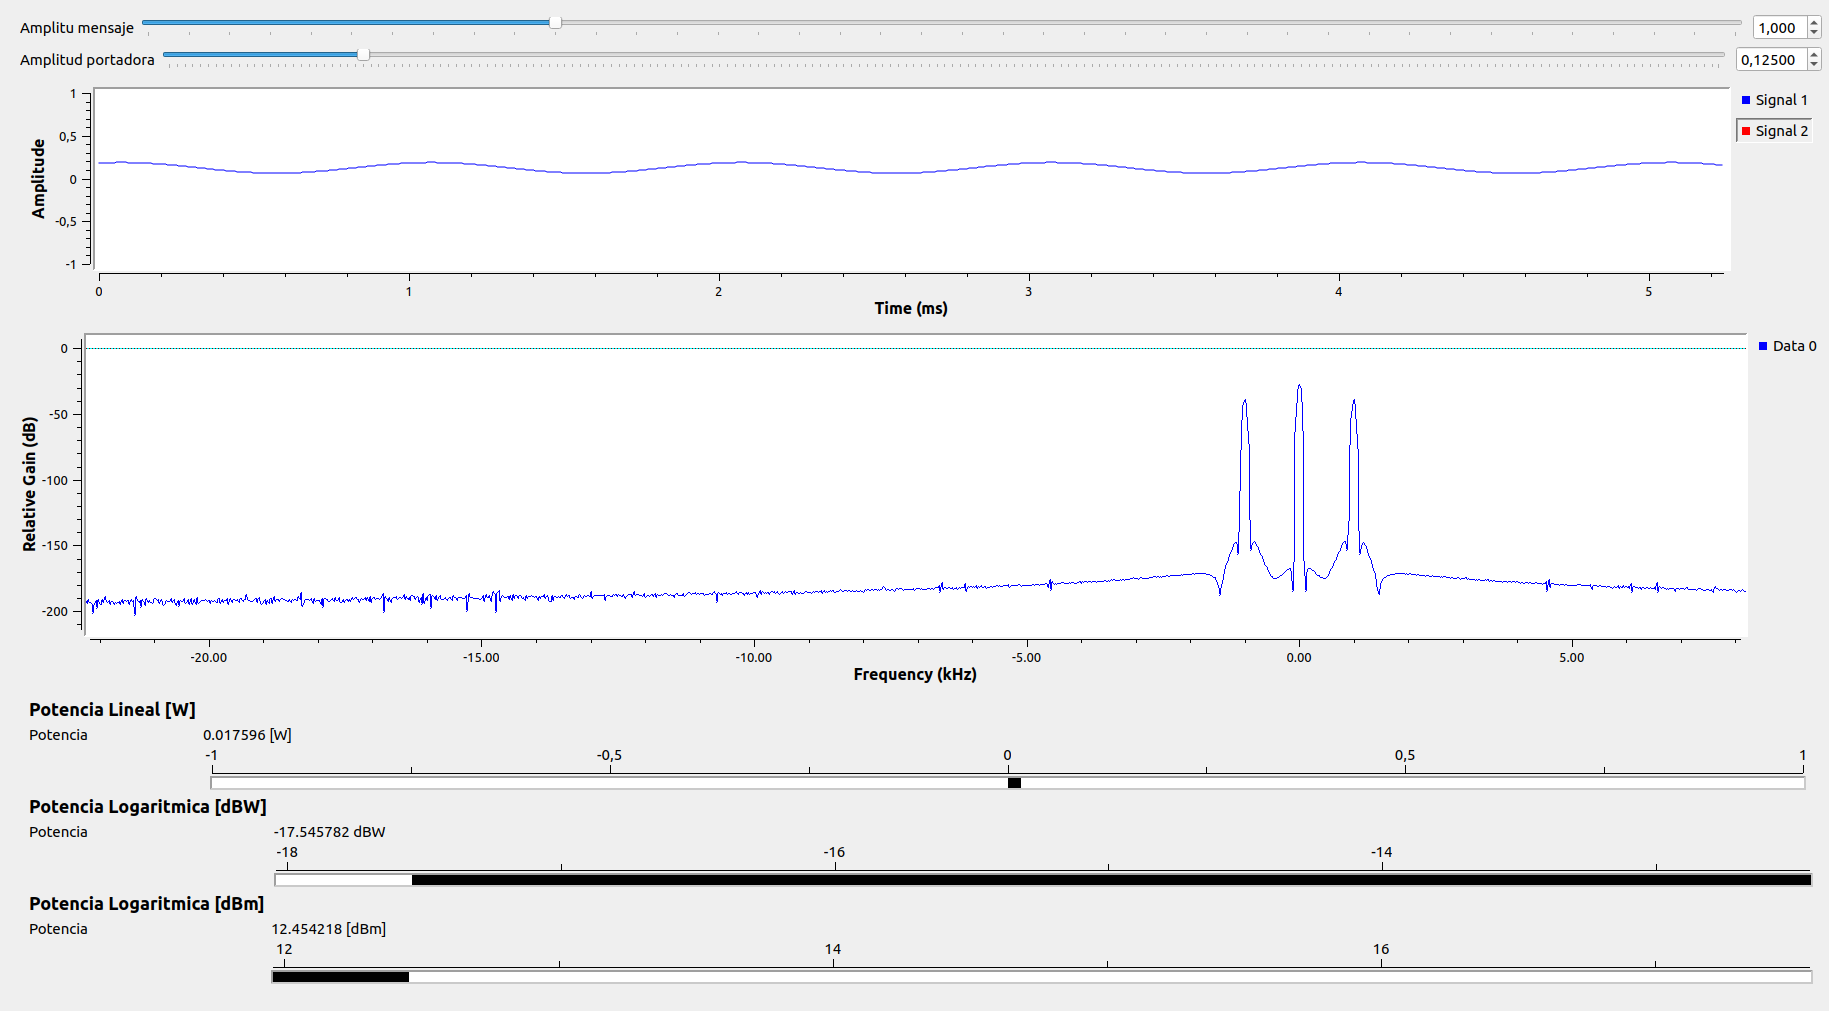 Amplitu mensaje 1,000
Amplitud portadora 0,12500
1
0,5
0
-0,5
-1
Amplitude
Signal 1
Signal 2
0 1 2 3 4 5
Time (ms)
0
-50
-100
-150
-200
Relative Gain (dB)
Data 0
-20.00 -15.00 -10.00 -5.00 0.00 5.00
Frequency (kHz)
Potencia Lineal [W]
Potencia 0.017596 [W]
-1 -0,5 0 0,5 1
Potencia Logaritmica [dBW]
Potencia -17.545782 dBW
-18 -16 -14
Potencia Logaritmica [dBm]
Potencia 12.454218 [dBm]
12 14 16